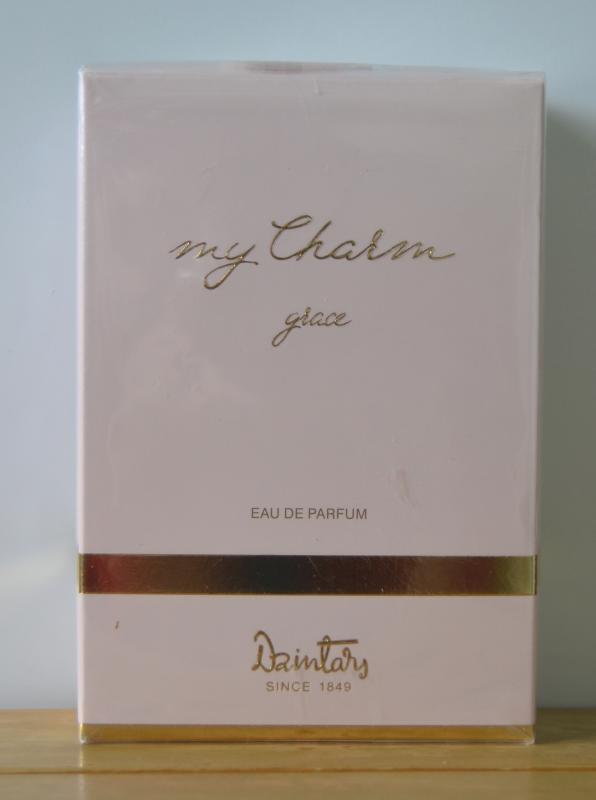 my Charm
grace
EAU DE PARFUM
Dzintars
SINCE 1849